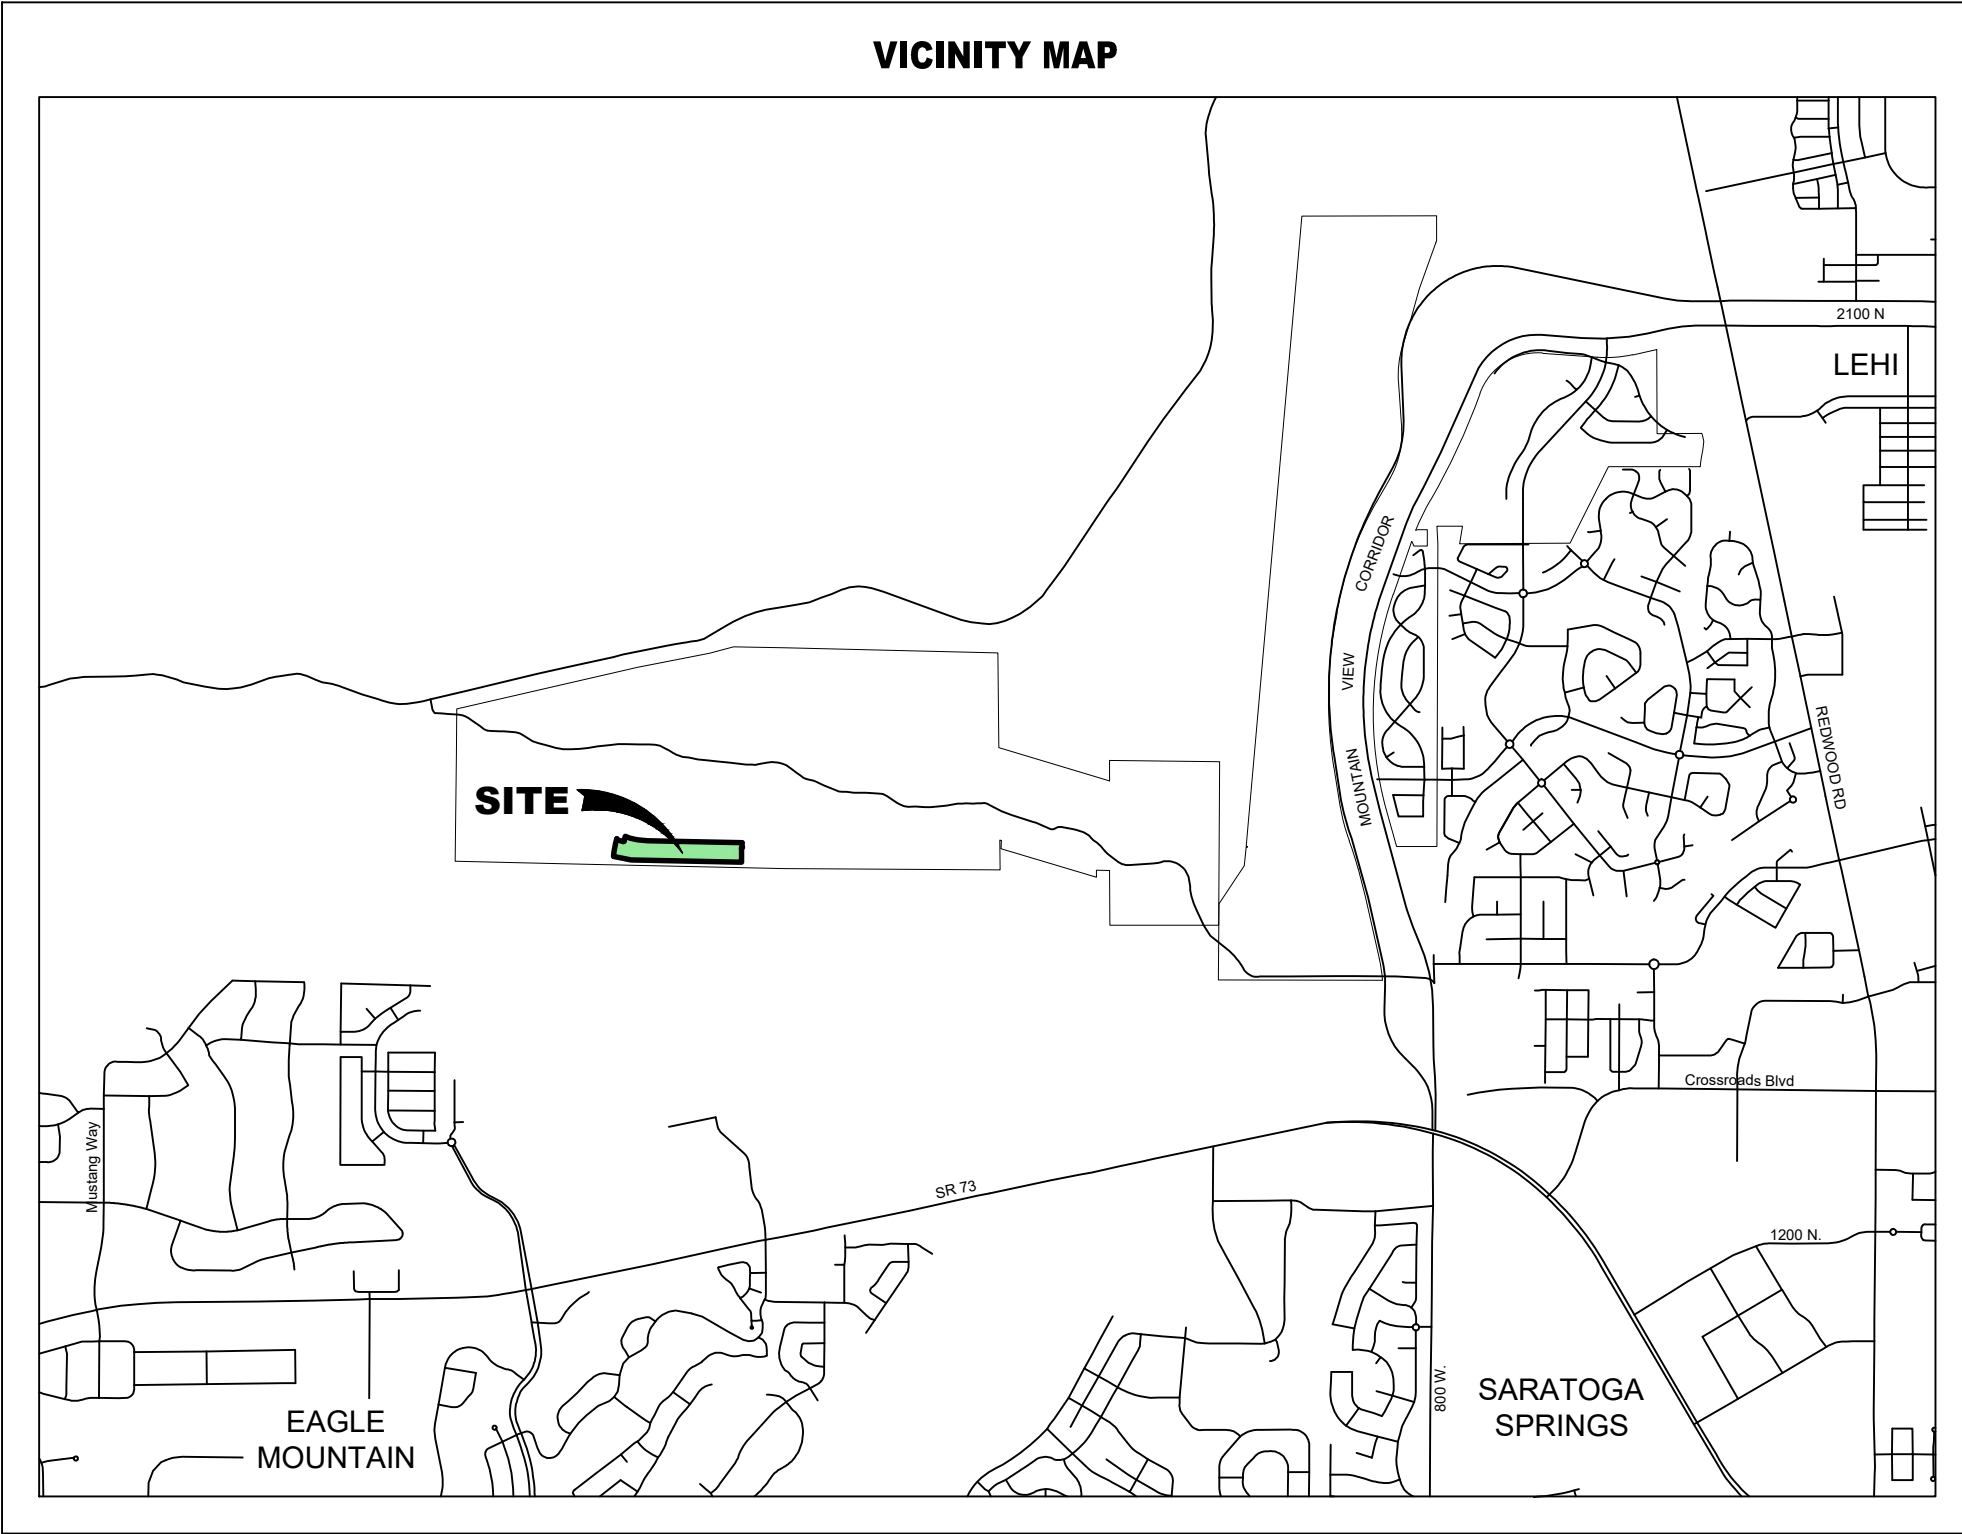 VICINITY MAP
2100 N
LEHI
CORRIDOR
VIEW
MOUNTAIN
REDWOOD RD
SITE
Crossroads Blvd
Mustang Way
SR 73
1200 N.
800 W.
SARATOGA
SPRINGS
EAGLE
MOUNTAIN